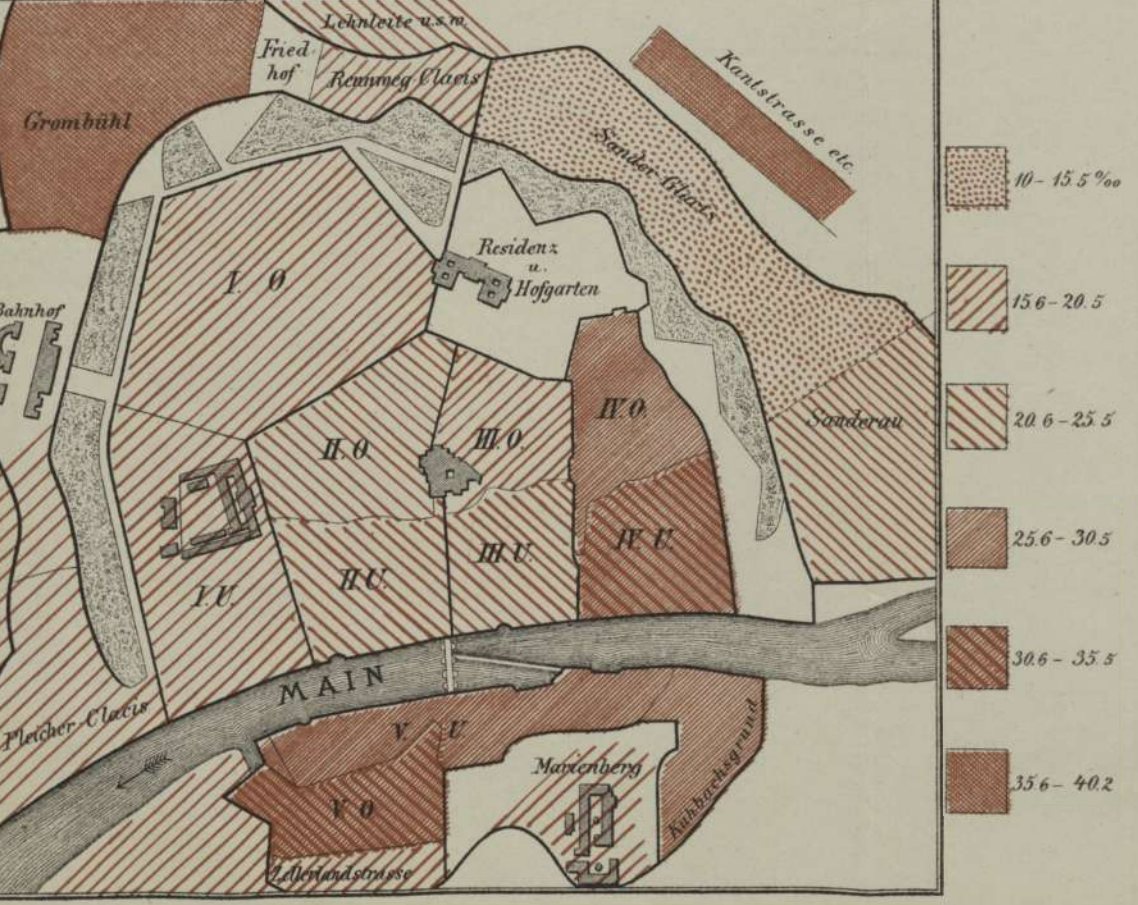 Lehnleite u.s.w.
Fried-
hof
Rennweg-Glacis
Kantstrasse etc.
Grombühl
Sander Glacis
10 - 15.5 ‰
Residenz
u.
Hofgarten
I. O
Bahnhof
15.6 - 20.5
IV. O.
Sanderau
20.6 - 25.5
II. O.
III. O.
IV. U.
25.6 - 30.5
III U.
II. U.
I. U.
30.6 - 35.5
MAIN
Pleicher-Glacis
V. U.
Marienberg
Kühbachsgrund
35.6 - 40.2
V O
Zellerlandstrasse